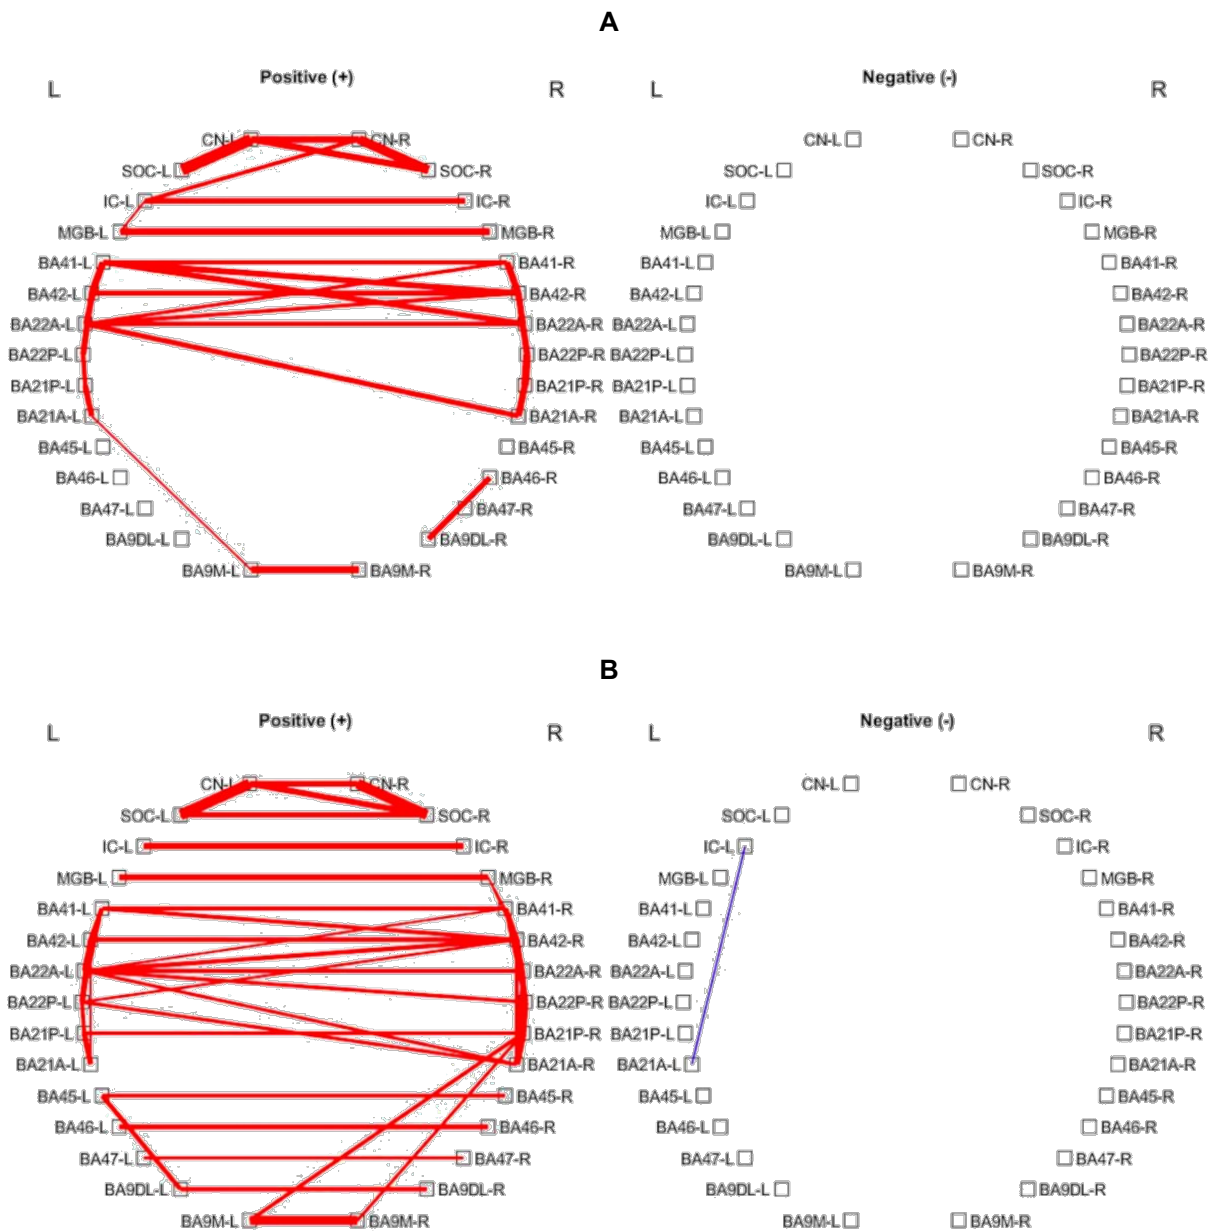 A
Positive (+) Negative (-)
L R L R
CN-L CN-R CN-L CN-R
SOC-L SOC-R SOC-L SOC-R
IC-L IC-R IC-L IC-R
MGB-L MGB-R MGB-L MGB-R
BA41-L BA41-R BA41-L BA41-R
BA42-L BA42-R BA42-L BA42-R
BA22A-L BA22A-R BA22A-L BA22A-R
BA22P-L BA22P-R BA22P-L BA22P-R
BA21P-L BA21P-R BA21P-L BA21P-R
BA21A-L BA21A-R BA21A-L BA21A-R
BA45-L BA45-R BA45-L BA45-R
BA46-L BA46-R BA46-L BA46-R
BA47-L BA47-R BA47-L BA47-R
BA9DL-L BA9DL-R BA9DL-L BA9DL-R
BA9M-L BA9M-R BA9M-L BA9M-R
B
Positive (+) Negative (-)
L R L R
CN-L CN-R CN-L CN-R
SOC-L SOC-R SOC-L SOC-R
IC-L IC-R IC-L IC-R
MGB-L MGB-R MGB-L MGB-R
BA41-L BA41-R BA41-L BA41-R
BA42-L BA42-R BA42-L BA42-R
BA22A-L BA22A-R BA22A-L BA22A-R
BA22P-L BA22P-R BA22P-L BA22P-R
BA21P-L BA21P-R BA21P-L BA21P-R
BA21A-L BA21A-R BA21A-L BA21A-R
BA45-L BA45-R BA45-L BA45-R
BA46-L BA46-R BA46-L BA46-R
BA47-L BA47-R BA47-L BA47-R
BA9DL-L BA9DL-R BA9DL-L BA9DL-R
BA9M-L BA9M-R BA9M-L BA9M-R